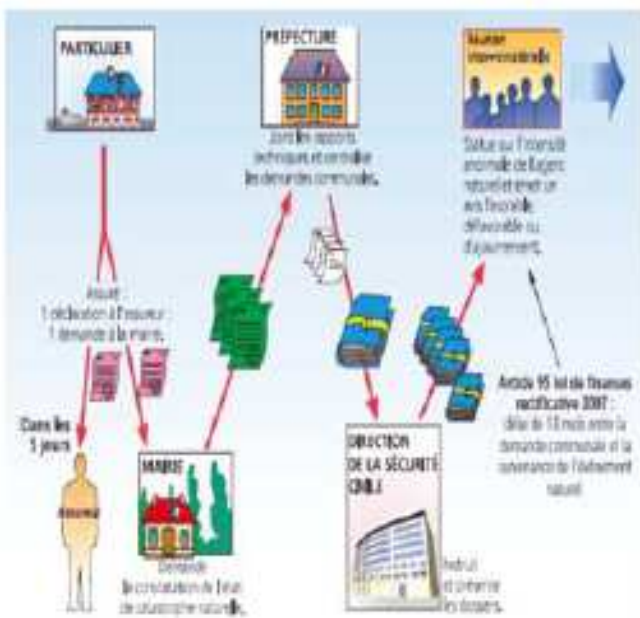 PARTICULIER
PRÉFECTURE
Réunion
interministérielle
Joint les rapports
techniques et centralise
les demandes communales.
Statue sur l'intensité
anormale de l'agent
naturel et émet un
avis favorable,
défavorable ou
d'ajournement.
Assuré :
1 déclaration à l'assureur :
1 demande à la mairie.
Dans les
5 jours
Assureur
MAIRIE
Demande
la constatation de l'état
de catastrophe naturelle.
DIRECTION
DE LA SÉCURITÉ
CIVILE
Instruit
et présente
les dossiers.
Article 95 loi de finances
rectificative 2007 :
délai de 18 mois entre la
demande communale et la
survenance de l'événement
naturel